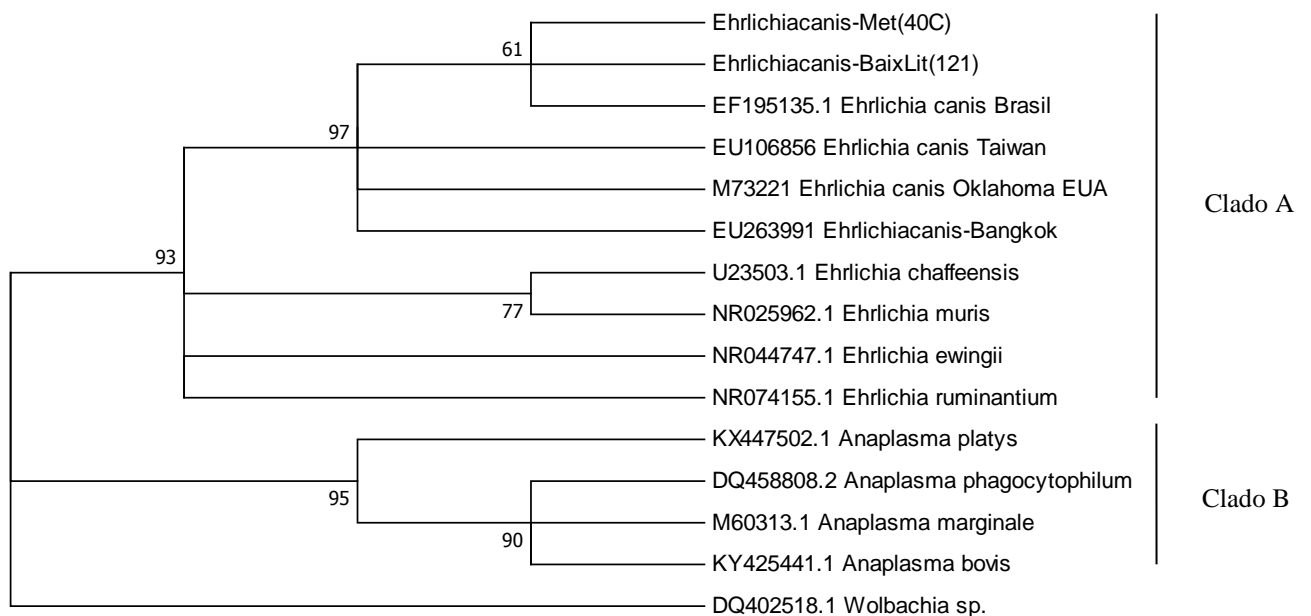 Ehrlichiacanis-Met(40C)
61
Ehrlichiacanis-BaixLit(121)
EF195135.1 Ehrlichia canis Brasil
97
EU106856 Ehrlichia canis Taiwan
M73221 Ehrlichia canis Oklahoma EUA
Clado A
EU263991 Ehrlichiacanis-Bangkok
93
U23503.1 Ehrlichia chaffeensis
77
NR025962.1 Ehrlichia muris
NR044747.1 Ehrlichia ewingii
NR074155.1 Ehrlichia ruminantium
KX447502.1 Anaplasma platys
95
DQ458808.2 Anaplasma phagocytophilum
Clado B
M60313.1 Anaplasma marginale
90
KY425441.1 Anaplasma bovis
DQ402518.1 Wolbachia sp.